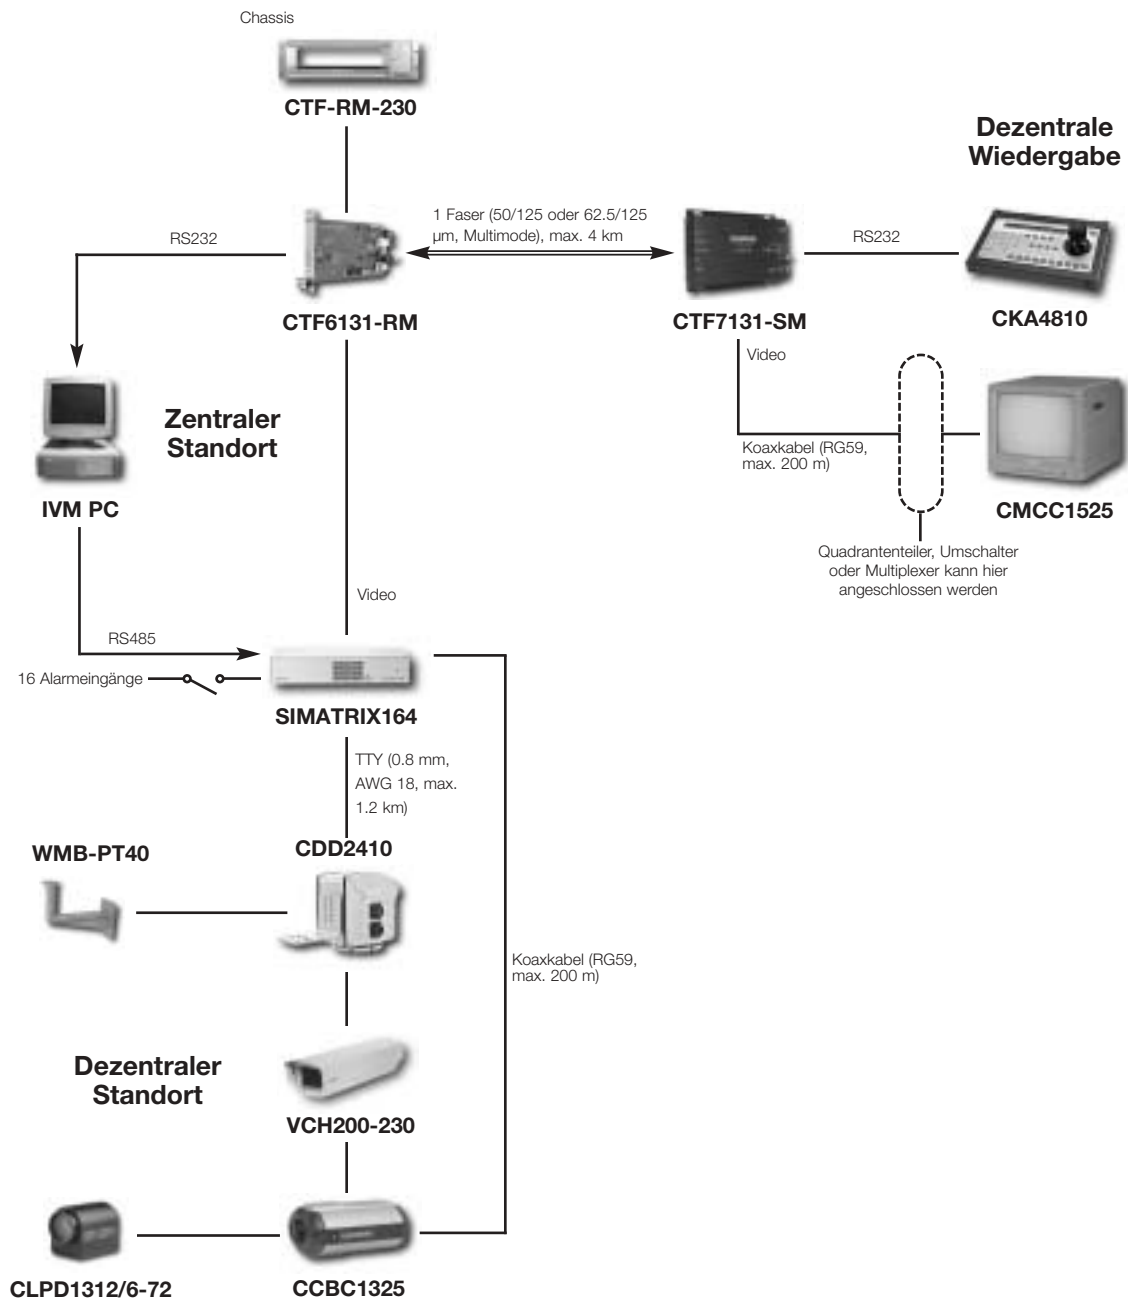 Chassis
CTF-RM-230
Dezentrale
Wiedergabe
1 Faser (50/125 oder 62.5/125
µm, Multimode), max. 4 km
RS232
RS232
CTF6131-RM
CTF7131-SM
CKA4810
Video
Zentraler
Standort
Koaxkabel (RG59,
max. 200 m)
IVM PC
CMCC1525
Quadrantenteiler, Umschalter
oder Multiplexer kann hier
angeschlossen werden
Video
RS485
16 Alarmeingänge
SIMATRIX164
TTY (0.8 mm,
AWG 18, max.
1.2 km)
WMB-PT40
CDD2410
Koaxkabel (RG59,
max. 200 m)
Dezentraler
Standort
VCH200-230
CLPD1312/6-72
CCBC1325